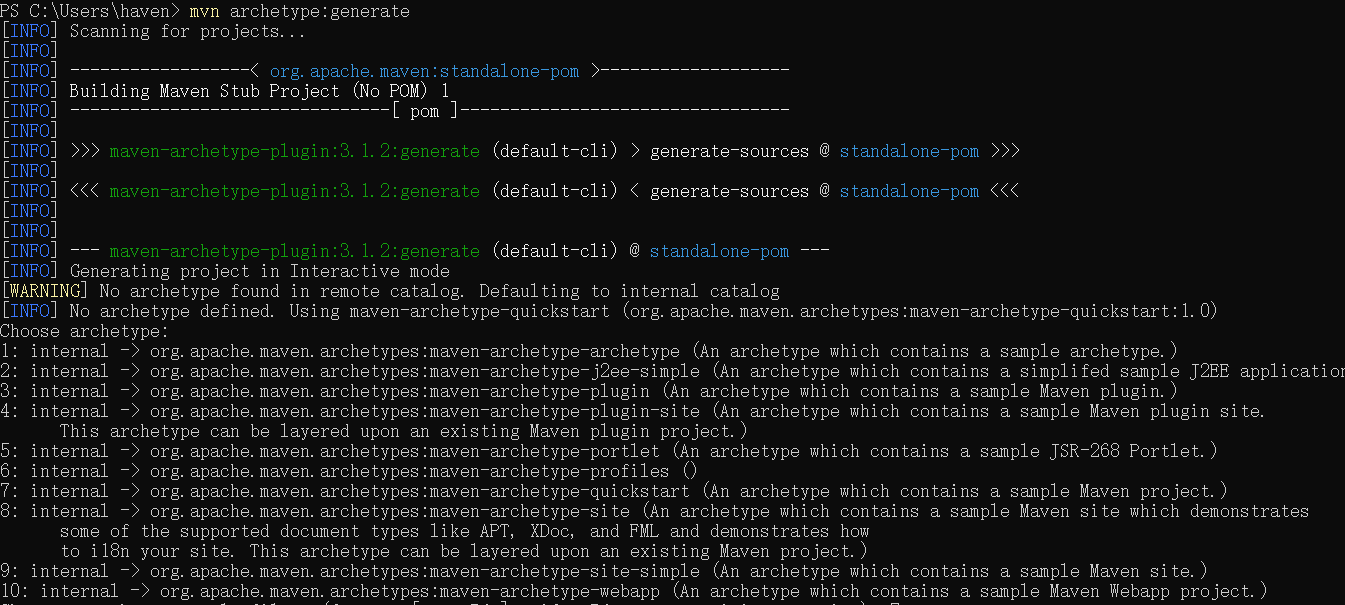 PS C:\Users\haven> mvn archetype:generate
[INFO] Scanning for projects...
[INFO]
[INFO] ------------------< org.apache.maven:standalone-pom >-------------------
[INFO] Building Maven Stub Project (No POM) 1
[INFO] --------------------------------[ pom ]---------------------------------
[INFO]
[INFO] >>> maven-archetype-plugin:3.1.2:generate (default-cli) > generate-sources @ standalone-pom >>>
[INFO]
[INFO] <<< maven-archetype-plugin:3.1.2:generate (default-cli) < generate-sources @ standalone-pom <<<
[INFO]
[INFO]
[INFO] --- maven-archetype-plugin:3.1.2:generate (default-cli) @ standalone-pom ---
[INFO] Generating project in Interactive mode
[WARNING] No archetype found in remote catalog. Defaulting to internal catalog
[INFO] No archetype defined. Using maven-archetype-quickstart (org.apache.maven.archetypes:maven-archetype-quickstart:1.0)
Choose archetype:
1: internal -> org.apache.maven.archetypes:maven-archetype-archetype (An archetype which contains a sample archetype.)
2: internal -> org.apache.maven.archetypes:maven-archetype-j2ee-simple (An archetype which contains a simplifed sample J2EE application
3: internal -> org.apache.maven.archetypes:maven-archetype-plugin (An archetype which contains a sample Maven plugin.)
4: internal -> org.apache.maven.archetypes:maven-archetype-plugin-site (An archetype which contains a sample Maven plugin site.
This archetype can be layered upon an existing Maven plugin project.)
5: internal -> org.apache.maven.archetypes:maven-archetype-portlet (An archetype which contains a sample JSR-268 Portlet.)
6: internal -> org.apache.maven.archetypes:maven-archetype-profiles ()
7: internal -> org.apache.maven.archetypes:maven-archetype-quickstart (An archetype which contains a sample Maven project.)
8: internal -> org.apache.maven.archetypes:maven-archetype-site (An archetype which contains a sample Maven site which demonstrates
some of the supported document types like APT, XDoc, and FML and demonstrates how
to i18n your site. This archetype can be layered upon an existing Maven project.)
9: internal -> org.apache.maven.archetypes:maven-archetype-site-simple (An archetype which contains a sample Maven site.)
10: internal -> org.apache.maven.archetypes:maven-archetype-webapp (An archetype which contains a sample Maven Webapp project.)